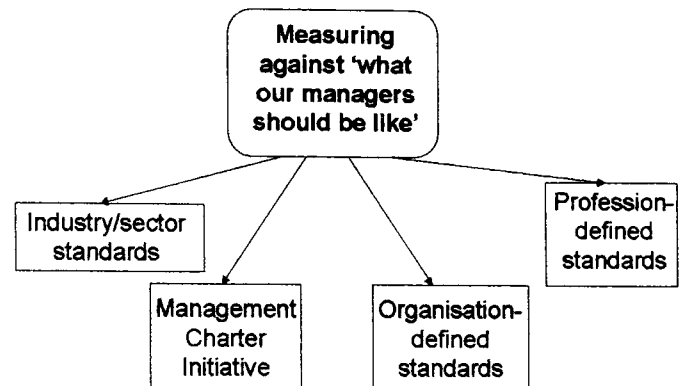 Measuring
against ‘what
our managers
should be like’
Industry/sector
standards
Management
Charter
Initiative
Organisation-
defined
standards
Profession-
defined
standards